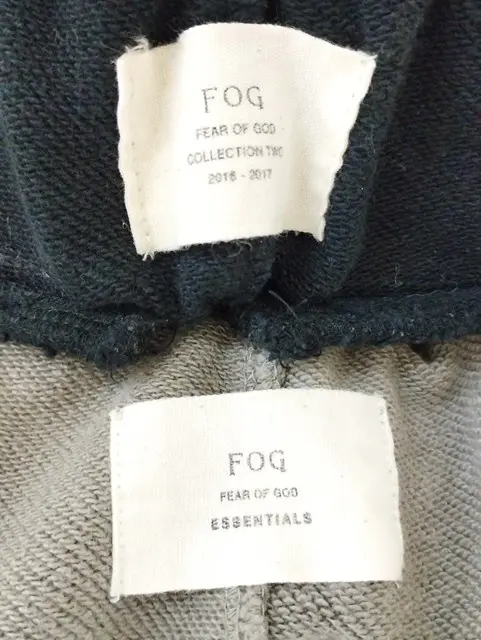 FOG
FEAR OF GOD
COLLECTION TWO
2016 - 2017
FOG
FEAR OF GOD
ESSENTIALS